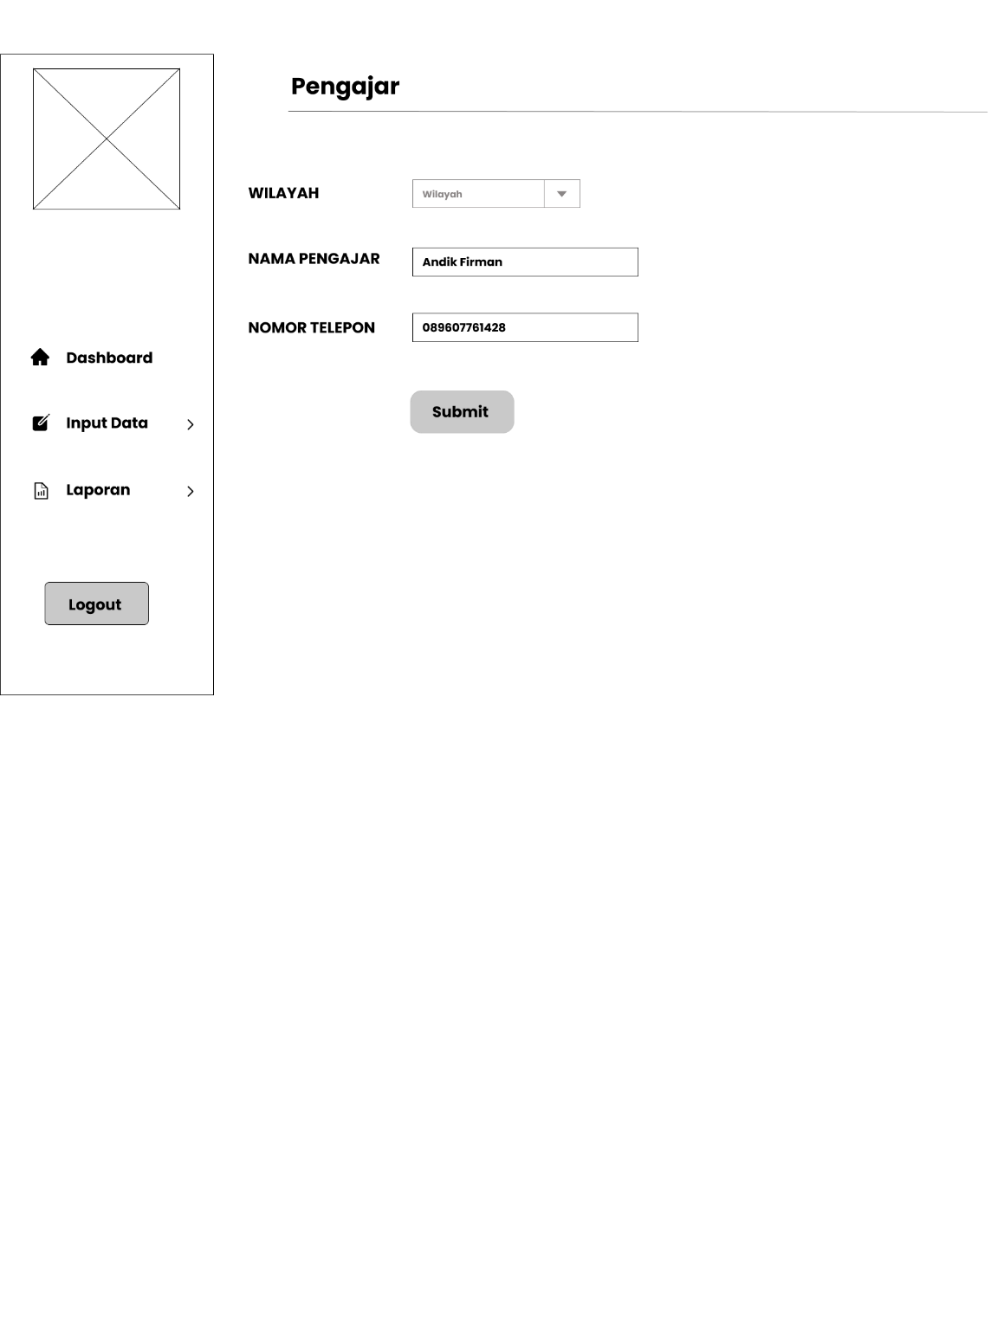 Pengajar
WILAYAH
Wilayah
NAMA PENGAJAR
Andik Firman
NOMOR TELEPON
089607761428
Submit
Dashboard
Input Data
Laporan
Logout